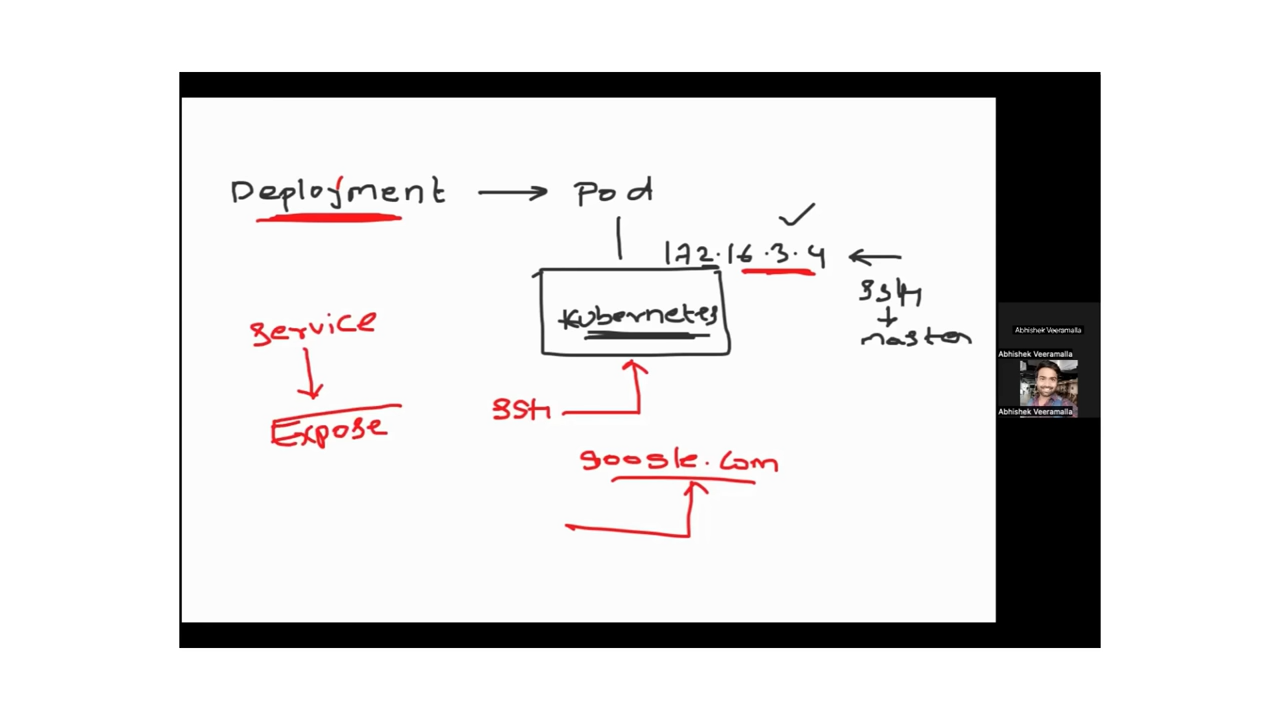 Deployment → Pod
172.16.3.4 ←
SSH
+
master
Kubernetes
Service
Expose
SSH
google.com
Abhishek Veeramalla
Abhishek Veeramalla
Abhishek Veeramalla